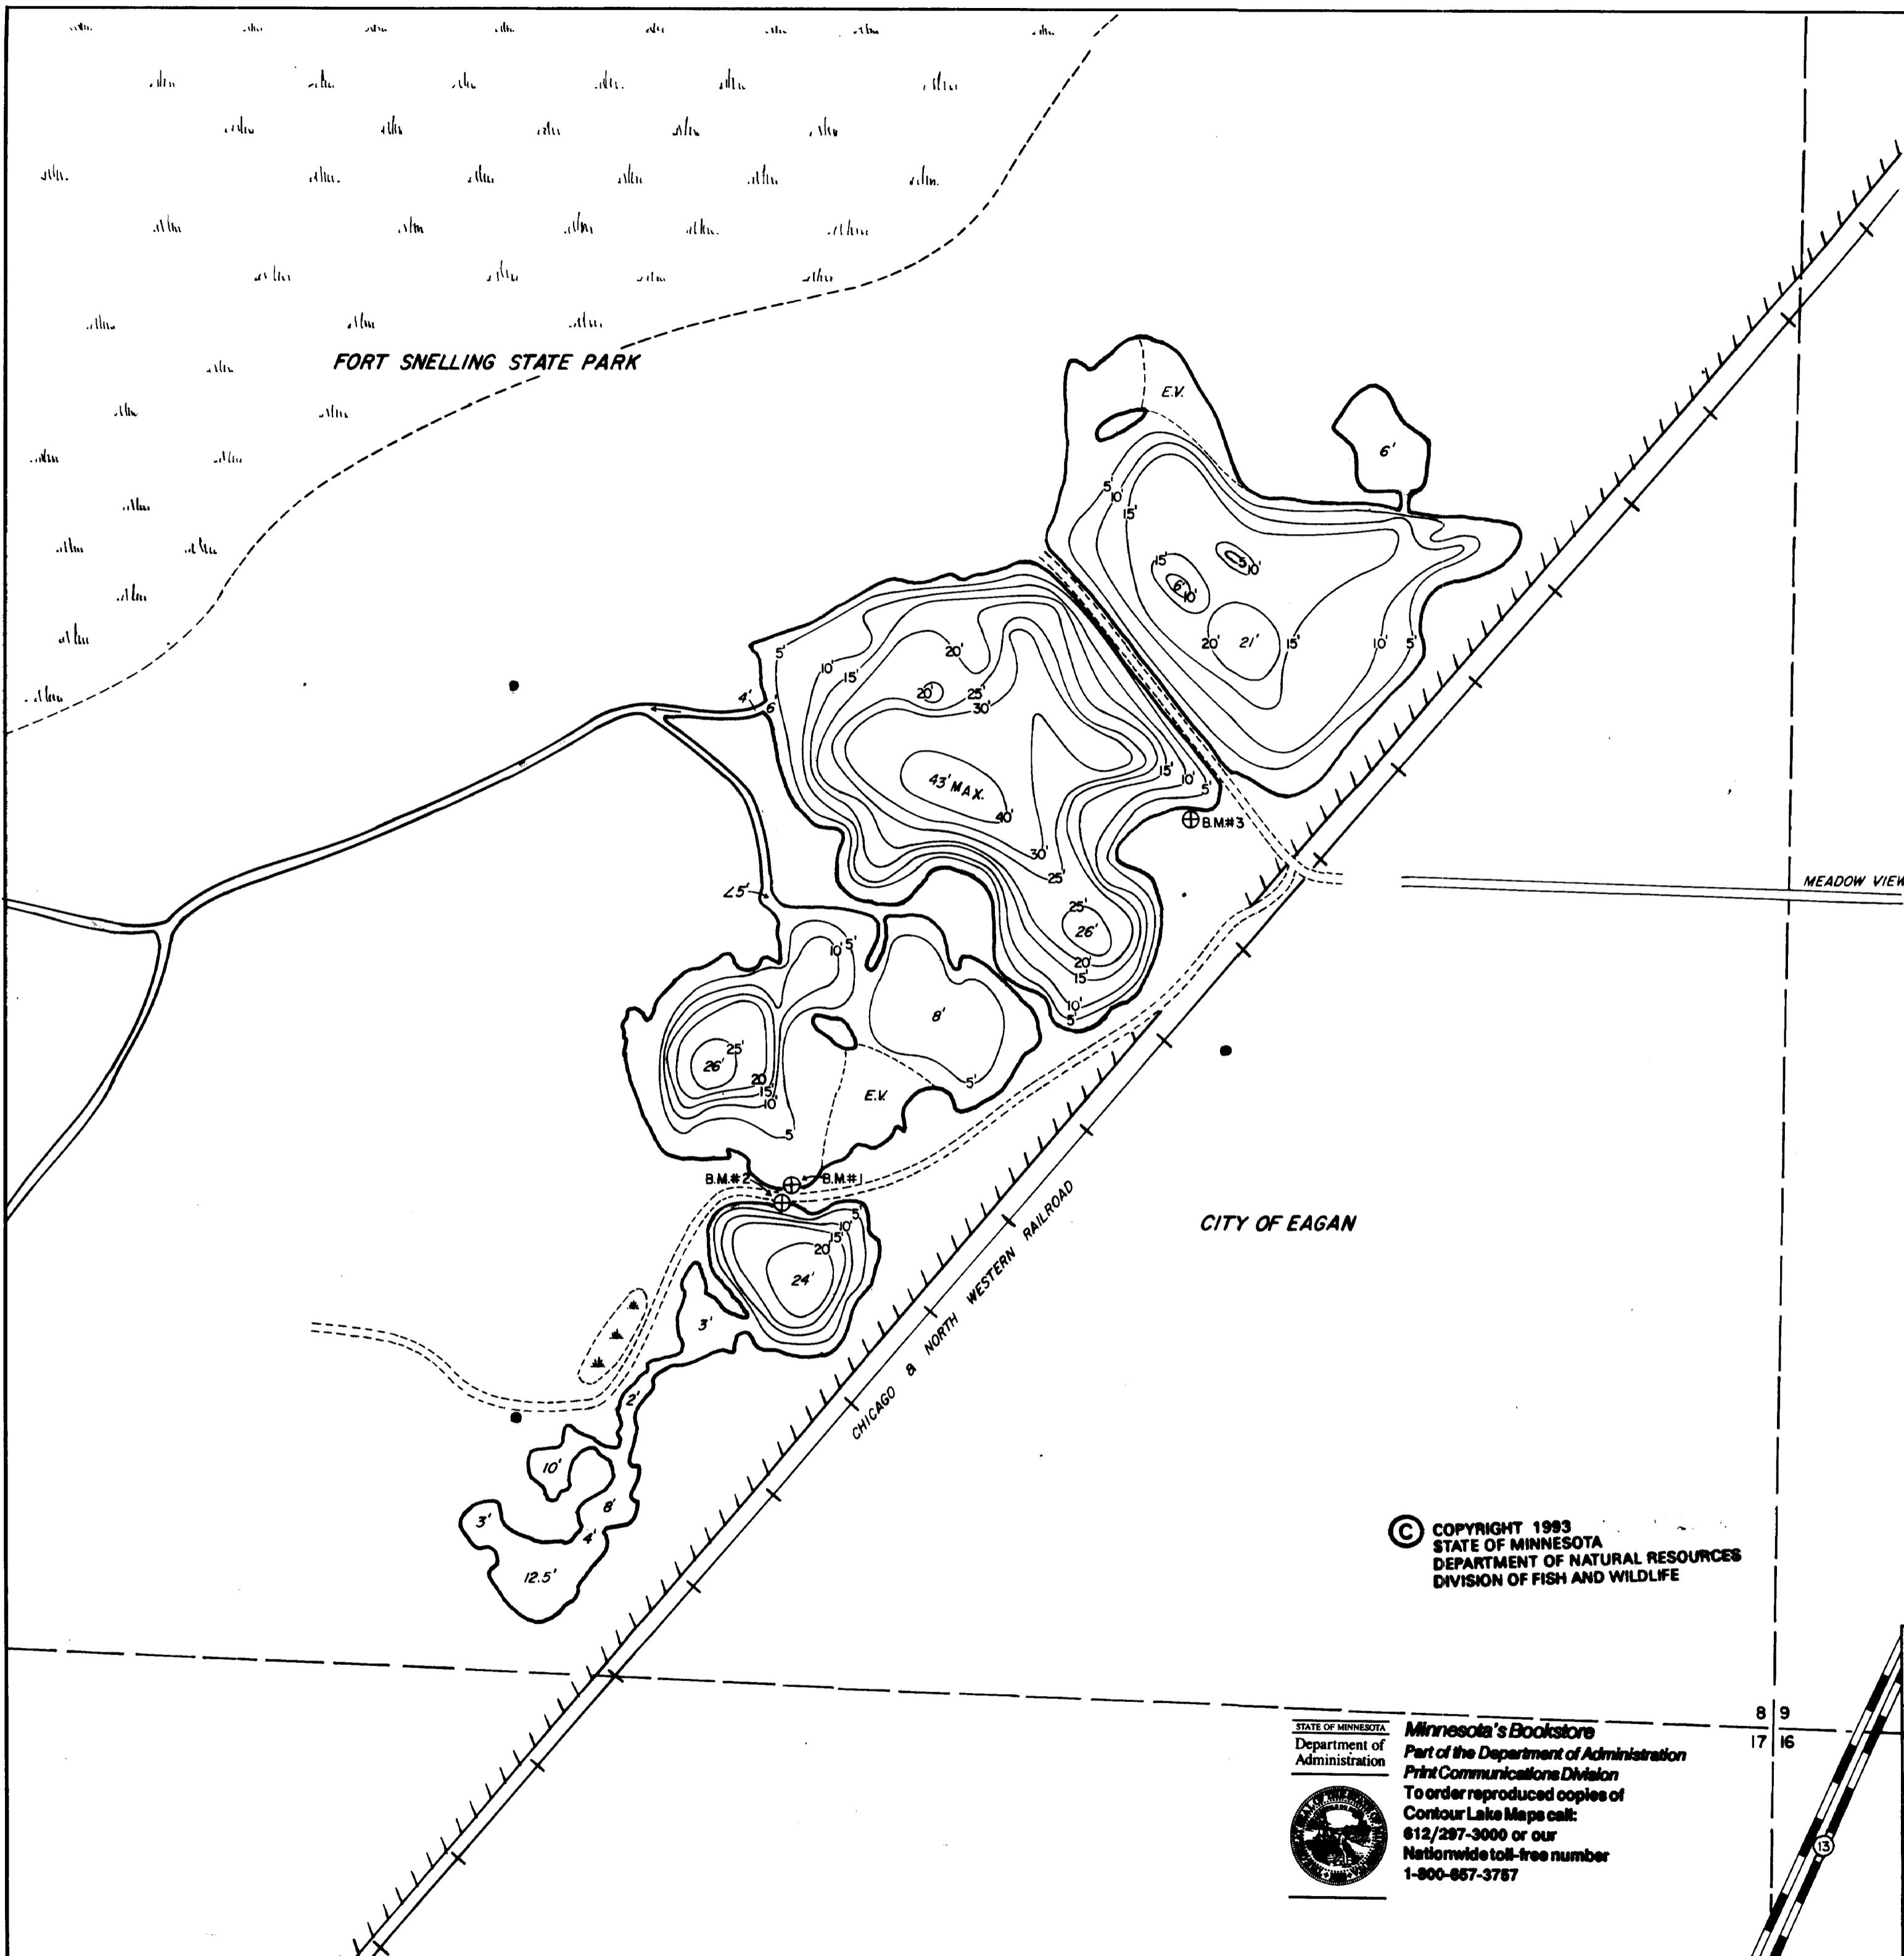 FORT SNELLING STATE PARK
E.V.
6'
5'
10'
15'
15'
6'
10'
5
10'
20'
21'
15'
10'
5'
5'
10'
15'
20'
20'
25'
30'
4'
6'
43' MAX.
40'
15'
10'
5'
B.M.#3
30'
25'
MEADOW VIEW
<5'
25'
26'
20'
15'
10'
5'
10'
5'
8'
5'
25'
26'
20
15'
10'
5'
E.V.
B.M.#2
B.M.#1
5'
10'
15'
20'
24'
3'
2'
10'
8'
3'
4'
12.5'
CITY OF EAGAN
CHICAGO & NORTH WESTERN RAILROAD
© COPYRIGHT 1993
STATE OF MINNESOTA
DEPARTMENT OF NATURAL RESOURCES
DIVISION OF FISH AND WILDLIFE
8 9
17 16
STATE OF MINNESOTA
Department of
Administration
Minnesota's Bookstore
Part of the Department of Administration
Print Communications Division
To order reproduced copies of
Contour Lake Maps call:
612/297-3000 or our
Nationwide toll-free number
1-800-657-3757
13